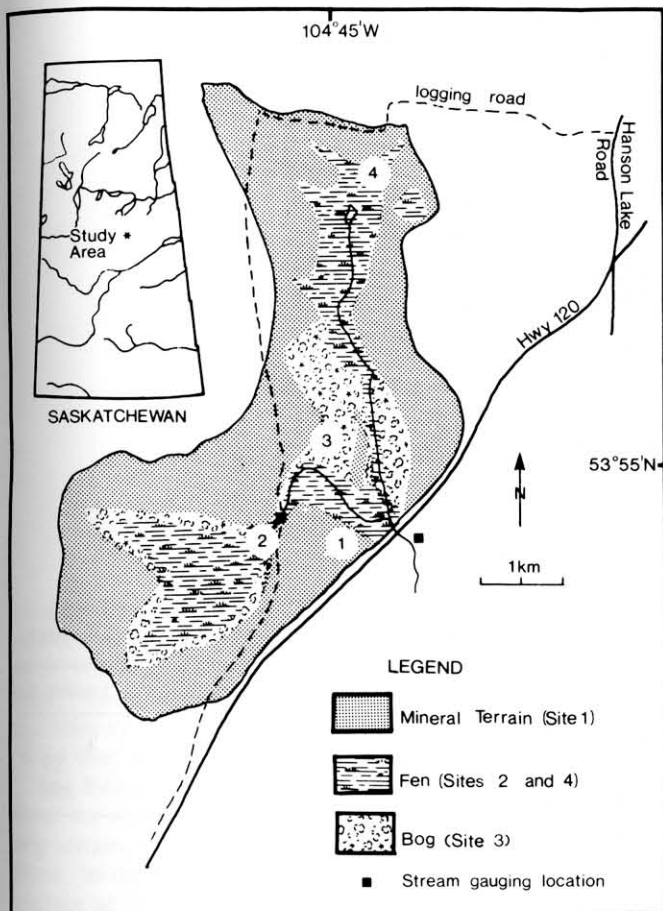 104°45'W
logging road
Hanson Lake
Road
4
Study
Area
*
Hwy 120
SASKATCHEWAN
3
53°55'N
N
2
1
1km
LEGEND
Mineral Terrain (Site 1)
Fen (Sites 2 and 4)
Bog (Site 3)
Stream gauging location